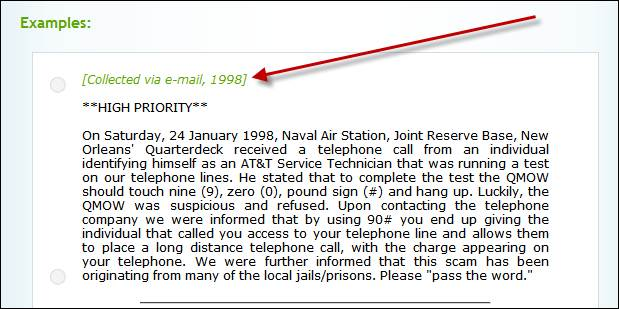 Examples:
[Collected via e-mail, 1998]
**HIGH PRIORITY**
On Saturday, 24 January 1998, Naval Air Station, Joint Reserve Base, New
Orleans' Quarterdeck received a telephone call from an individual
identifying himself as an AT&T Service Technician that was running a test
on our telephone lines. He stated that to complete the test the QMOW
should touch nine (9), zero (0), pound sign (#) and hang up. Luckily, the
QMOW was suspicious and refused. Upon contacting the telephone
company we were informed that by using 90# you end up giving the
individual that called you access to your telephone line and allows them
to place a long distance telephone call, with the charge appearing on
your telephone. We were further informed that this scam has been
originating from many of the local jails/prisons. Please "pass the word."